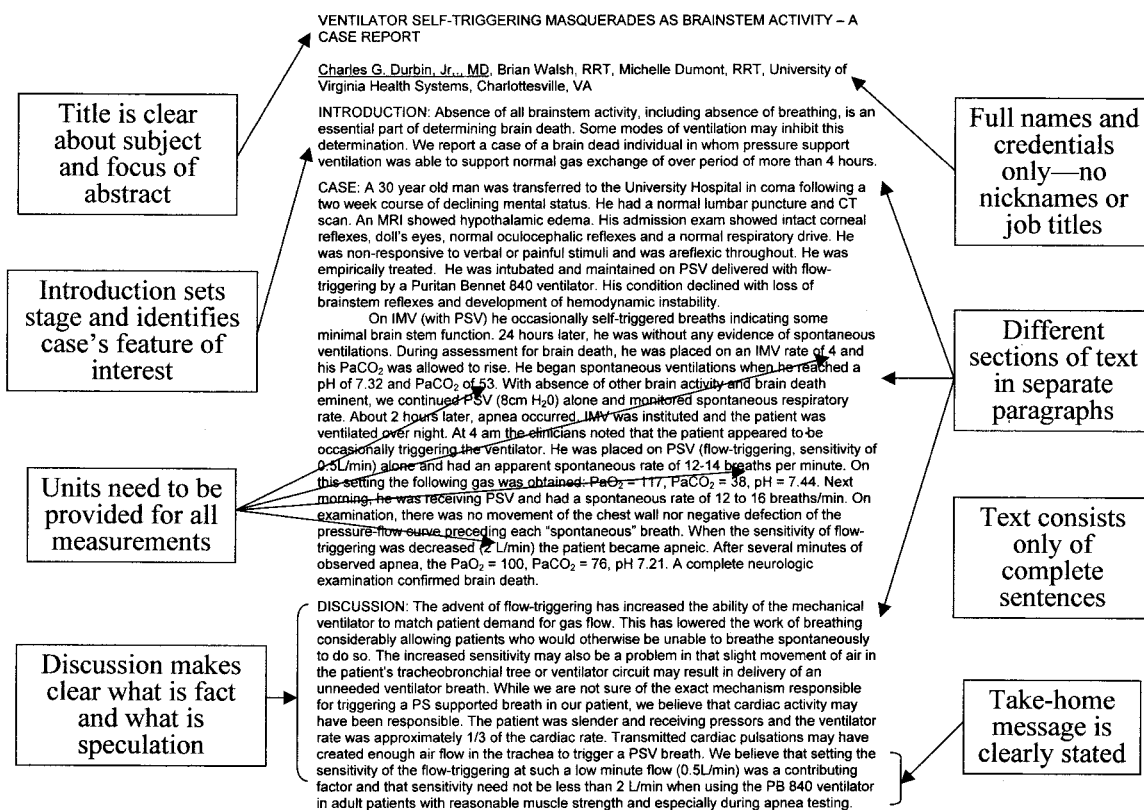 Title is clear
about subject
and focus of
abstract
Introduction sets
stage and identifies
case's feature of
interest
Units need to be
provided for all
measurements
Discussion makes
clear what is fact
and what is
speculation
VENTILATOR SELF-TRIGGERING MASQUERADES AS BRAINSTEM ACTIVITY – A
CASE REPORT
Charles G. Durbin, Jr.., MD, Brian Walsh, RRT, Michelle Dumont, RRT, University of
Virginia Health Systems, Charlottesville, VA
INTRODUCTION: Absence of all brainstem activity, including absence of breathing, is an
essential part of determining brain death. Some modes of ventilation may inhibit this
determination. We report a case of a brain dead individual in whom pressure support
ventilation was able to support normal gas exchange of over period of more than 4 hours.
CASE: A 30 year old man was transferred to the University Hospital in coma following a
two week course of declining mental status. He had a normal lumbar puncture and CT
scan. An MRI showed hypothalamic edema. His admission exam showed intact corneal
reflexes, doll's eyes, normal oculocephalic reflexes and a normal respiratory drive. He
was non-responsive to verbal or painful stimuli and was areflexic throughout. He was
empirically treated. He was intubated and maintained on PSV delivered with flow-
triggering by a Puritan Bennet 840 ventilator. His condition declined with loss of
brainstem reflexes and development of hemodynamic instability.
On IMV (with PSV) he occasionally self-triggered breaths indicating some
minimal brain stem function. 24 hours later, he was without any evidence of spontaneous
ventilations. During assessment for brain death, he was placed on an IMV rate of 4 and
his PaCO₂ was allowed to rise. He began spontaneous ventilations when he reached a
pH of 7.32 and PaCO₂ of 53. With absence of other brain activity and brain death
eminent, we continued PSV (8cm H₂0) alone and monitored spontaneous respiratory
rate. About 2 hours later, apnea occurred, IMV was instituted and the patient was
ventilated over night. At 4 am the clinicians noted that the patient appeared to be
occasionally triggering the ventilator. He was placed on PSV (flow-triggering, sensitivity of
0.5L/min) alone and had an apparent spontaneous rate of 12-14 breaths per minute. On
this setting the following gas was obtained: PaO₂ = 117, PaCO₂ = 38, pH = 7.44. Next
morning, he was receiving PSV and had a spontaneous rate of 12 to 16 breaths/min. On
examination, there was no movement of the chest wall nor negative defection of the
pressure-flow curve preceding each "spontaneous" breath. When the sensitivity of flow-
triggering was decreased (2 L/min) the patient became apneic. After several minutes of
observed apnea, the PaO₂ = 100, PaCO₂ = 76, pH 7.21. A complete neurologic
examination confirmed brain death.
DISCUSSION: The advent of flow-triggering has increased the ability of the mechanical
ventilator to match patient demand for gas flow. This has lowered the work of breathing
considerably allowing patients who would otherwise be unable to breathe spontaneously
to do so. The increased sensitivity may also be a problem in that slight movement of air in
the patient's tracheobronchial tree or ventilator circuit may result in delivery of an
unneeded ventilator breath. While we are not sure of the exact mechanism responsible
for triggering a PS supported breath in our patient, we believe that cardiac activity may
have been responsible. The patient was slender and receiving pressors and the ventilator
rate was approximately 1/3 of the cardiac rate. Transmitted cardiac pulsations may have
created enough air flow in the trachea to trigger a PSV breath. We believe that setting the
sensitivity of the flow-triggering at such a low minute flow (0.5L/min) was a contributing
factor and that sensitivity need not be less than 2 L/min when using the PB 840 ventilator
in adult patients with reasonable muscle strength and especially during apnea testing.
Full names and
credentials
only—no
nicknames or
job titles
Different
sections of text
in separate
paragraphs
Text consists
only of
complete
sentences
Take-home
message is
clearly stated